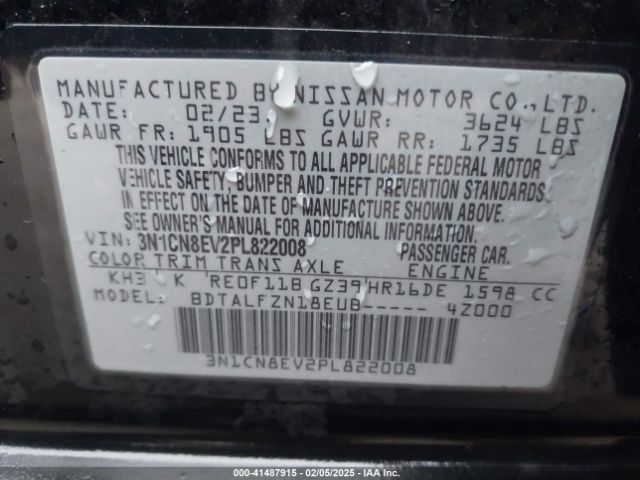 MANUFACTURED BY NISSAN MOTOR CO., LTD.
DATE: 02/23 GVWR: 3624 LBS
GAWR FR: 1905 LBS GAWR RR: 1735 LBS
THIS VEHICLE CONFORMS TO ALL APPLICABLE FEDERAL MOTOR
VEHICLE SAFETY, BUMPER AND THEFT PREVENTION STANDARDS
IN EFFECT ON THE DATE OF MANUFACTURE SHOWN ABOVE.
SEE OWNER'S MANUAL FOR ADDITIONAL INFORMATION.
VIN: 3N1CN8EV2PL822008 PASSENGER CAR.
COLOR TRIM TRANS AXLE ENGINE
KH3 K RE0F11B GZ39 HR16DE 1598 CC
MODEL: BDTALFZN18EUB----- 4Z000
3N1CN8EV2PL822008
000-41487915 - 02/05/2025 - IAAI.com